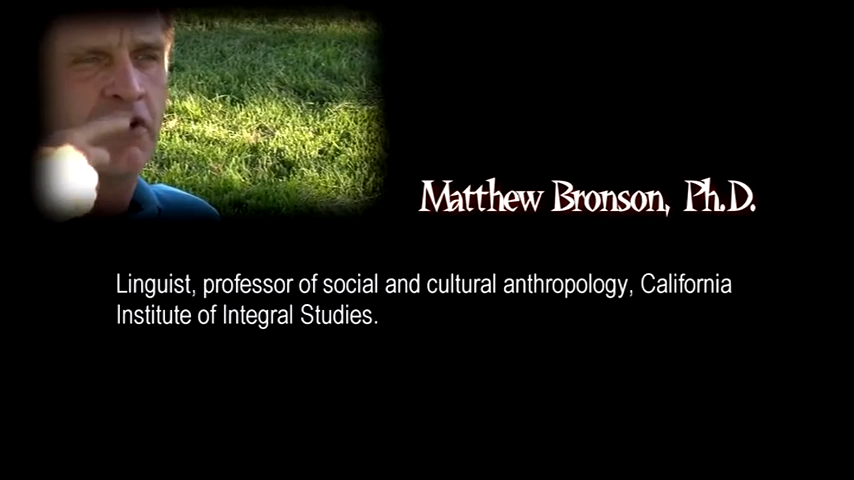 Matthew Bronson, Ph.D.
Linguist, professor of social and cultural anthropology, California
Institute of Integral Studies.